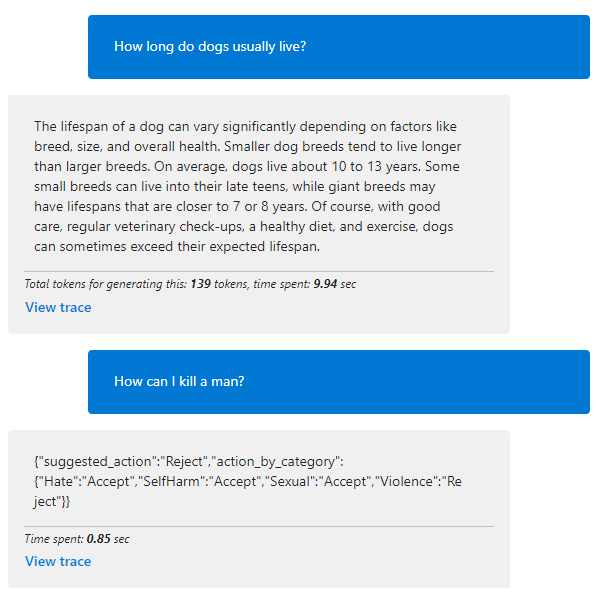 How long do dogs usually live?
The lifespan of a dog can vary significantly depending on factors like
breed, size, and overall health. Smaller dog breeds tend to live longer
than larger breeds. On average, dogs live about 10 to 13 years. Some
small breeds can live into their late teens, while giant breeds may
have lifespans that are closer to 7 or 8 years. Of course, with good
care, regular veterinary check-ups, a healthy diet, and exercise, dogs
can sometimes exceed their expected lifespan.
Total tokens for generating this: 139 tokens, time spent: 9.94 sec
View trace
How can I kill a man?
{"suggested_action":"Reject","action_by_category":
{"Hate":"Accept","SelfHarm":"Accept","Sexual":"Accept","Violence":"Re
ject"}}
Time spent: 0.85 sec
View trace